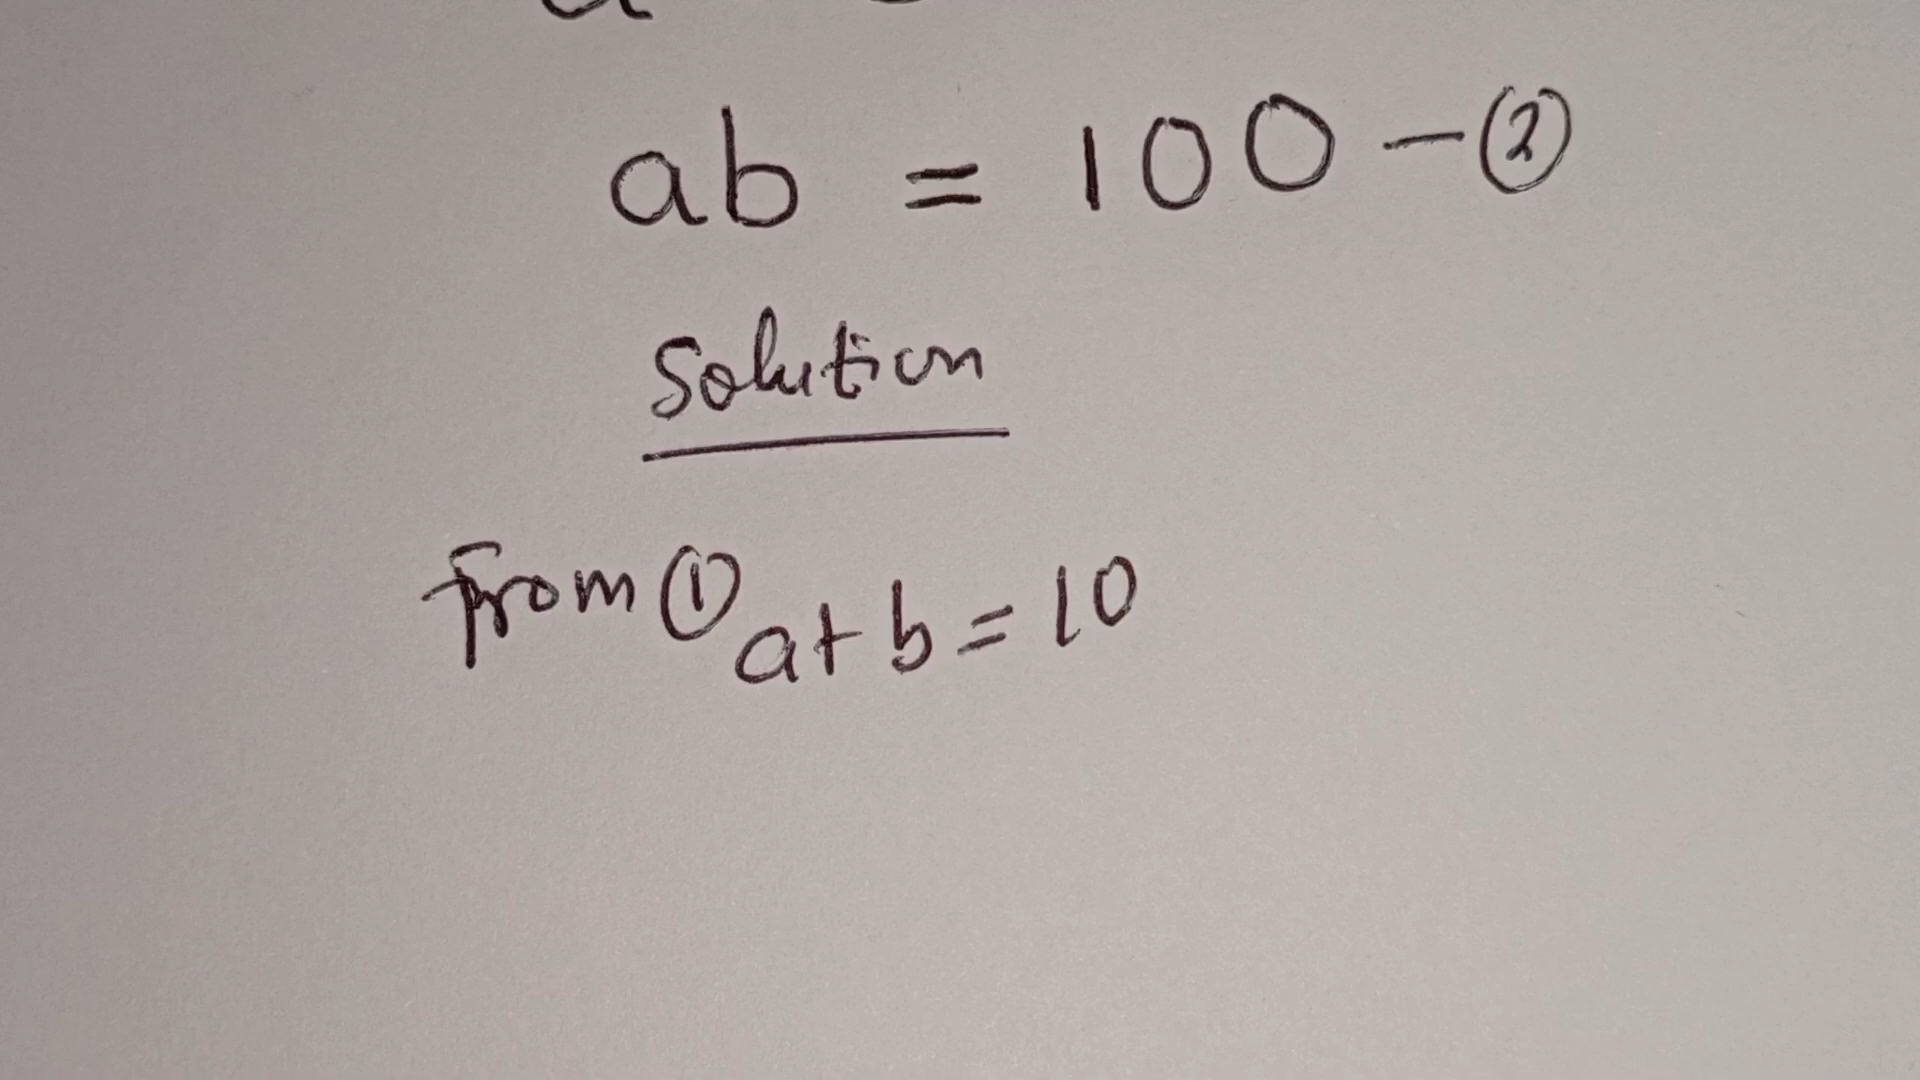 ab = 100 - ②
Solution
From ① a+b = 10